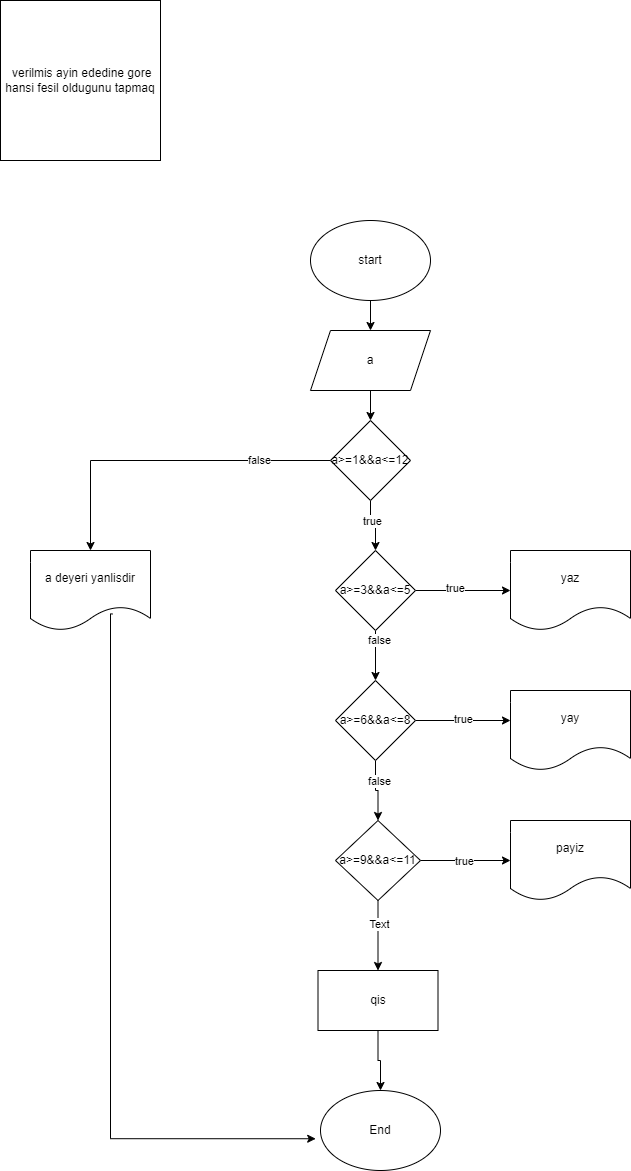 verilmis ayin ededine gore
hansi fesil oldugunu tapmaq
start
a
a>=1&&a<=12
false
true
a deyeri yanlisdir
a>=3&&a<=5
true
yaz
false
a>=6&&a<=8
true
yay
false
a>=9&&a<=11
true
payiz
Text
qis
End